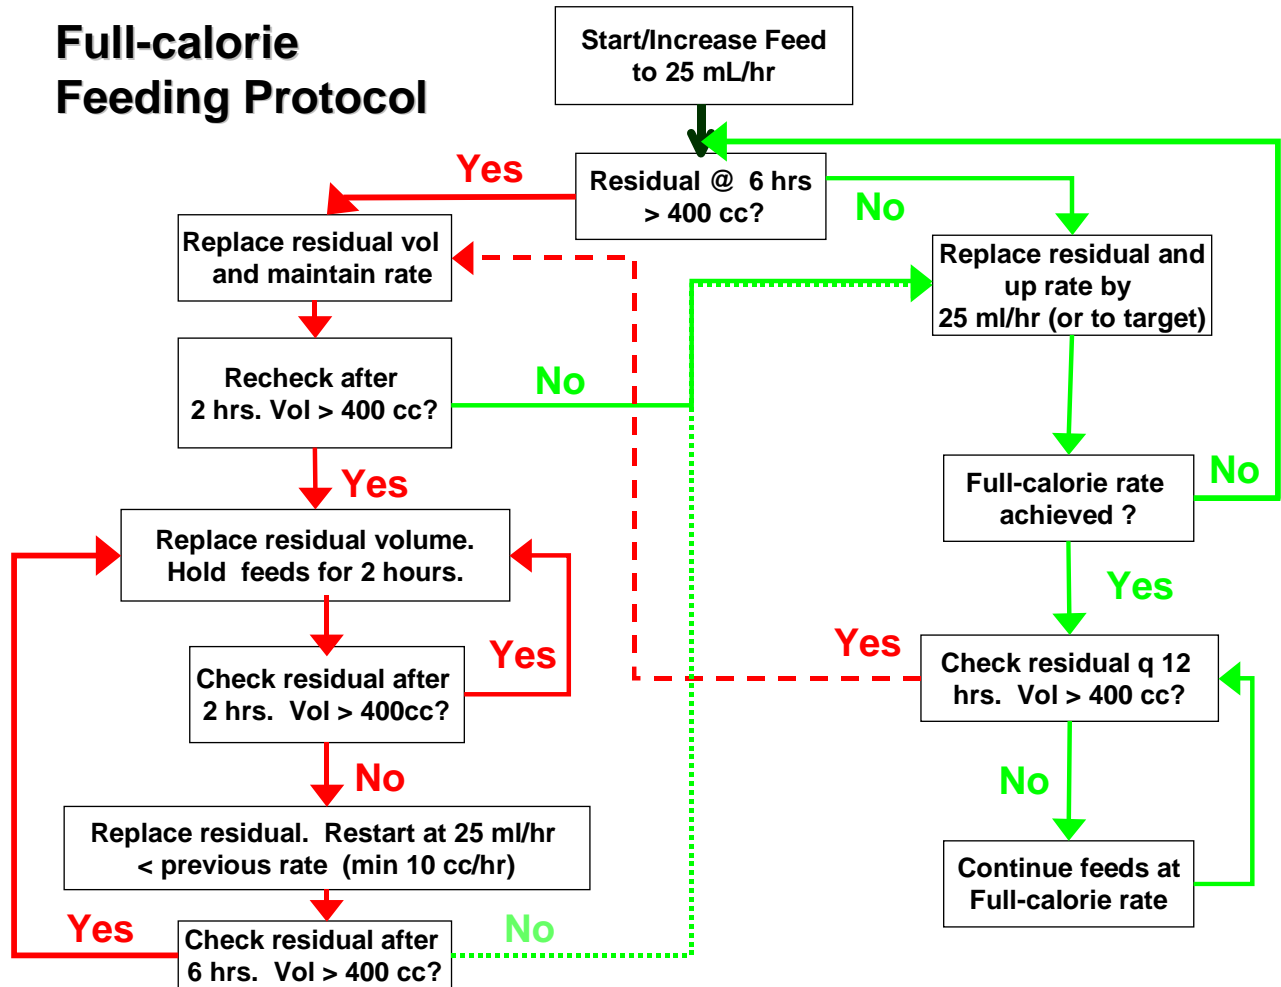 Full-calorie
Feeding Protocol
Start/Increase Feed
to 25 mL/hr
Yes
Residual @ 6 hrs
> 400 cc?
No
Replace residual vol
and maintain rate
Replace residual and
up rate by
25 ml/hr (or to target)
Recheck after
2 hrs. Vol > 400 cc?
No
Yes
Full-calorie rate
achieved ?
No
Replace residual volume.
Hold feeds for 2 hours.
Yes
Yes
Check residual after
2 hrs. Vol > 400cc?
Yes
Check residual q 12
hrs. Vol > 400 cc?
No
No
Replace residual. Restart at 25 ml/hr
< previous rate (min 10 cc/hr)
Continue feeds at
Full-calorie rate
Yes
Check residual after
6 hrs. Vol > 400 cc?
No